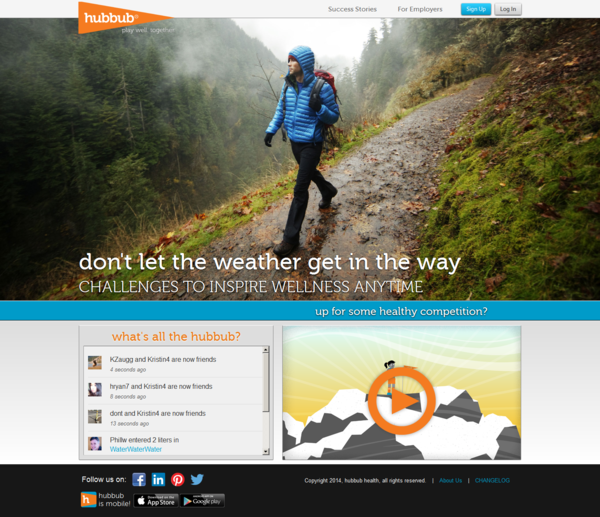 hubbub®
play well. together.
Success Stories
For Employers
Sign Up
Log In
don't let the weather get in the way
CHALLENGES TO INSPIRE WELLNESS ANYTIME
up for some healthy competition?
what's all the hubbub?
KZaugg and Kristin4 are now friends
4 seconds ago
hryan7 and Kristin4 are now friends
8 seconds ago
dont and Kristin4 are now friends
13 seconds ago
Phillw entered 2 liters in
WaterWaterWater
Follow us on:
Copyright 2014, hubbub health, all rights reserved. | About Us | CHANGELOG
h
hubbub
is mobile!
Download on the
App Store
Google play